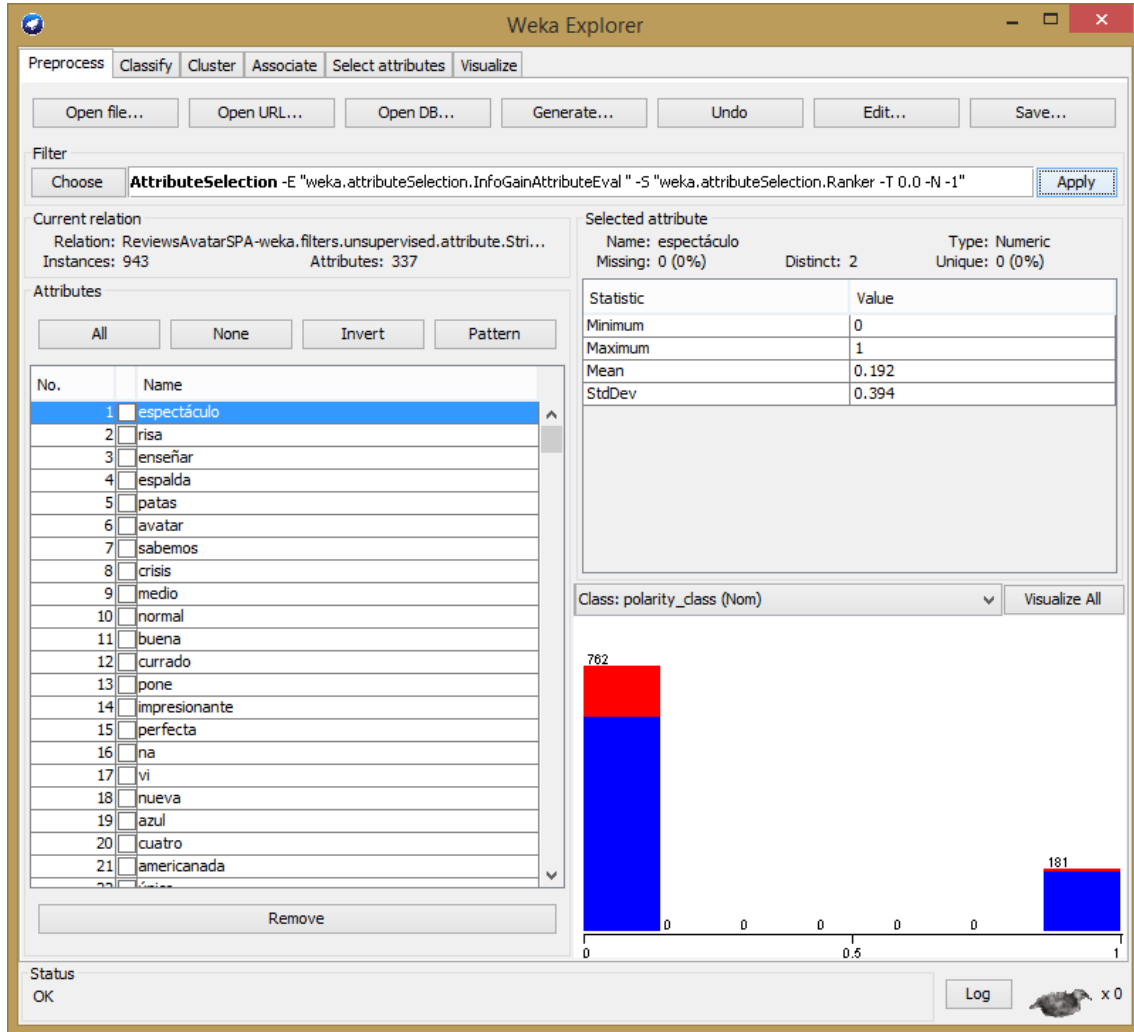 Weka Explorer
Preprocess Classify Cluster Associate Select attributes Visualize
Open file... Open URL... Open DB... Generate... Undo Edit... Save...
Filter
Choose AttributeSelection -E "weka.attributeSelection.InfoGainAttributeEval " -S "weka.attributeSelection.Ranker -T 0.0 -N -1" Apply
Current relation
Relation: ReviewsAvatarSPA-weka.filters.unsupervised.attribute.Stri...
Instances: 943 Attributes: 337
Attributes
All None Invert Pattern
No. Name
1 espectáculo
2 risa
3 enseñar
4 espalda
5 patas
6 avatar
7 sabemos
8 crisis
9 medio
10 normal
11 buena
12 currado
13 pone
14 impresionante
15 perfecta
16 na
17 vi
18 nueva
19 azul
20 cuatro
21 americanada
Remove
Selected attribute
Name: espectáculo Type: Numeric
Missing: 0 (0%) Distinct: 2 Unique: 0 (0%)
Statistic Value
Minimum 0
Maximum 1
Mean 0.192
StdDev 0.394
Class: polarity_class (Nom) Visualize All
762
181
0 0 0 0 0
0 0.5 1
Status
OK Log x 0